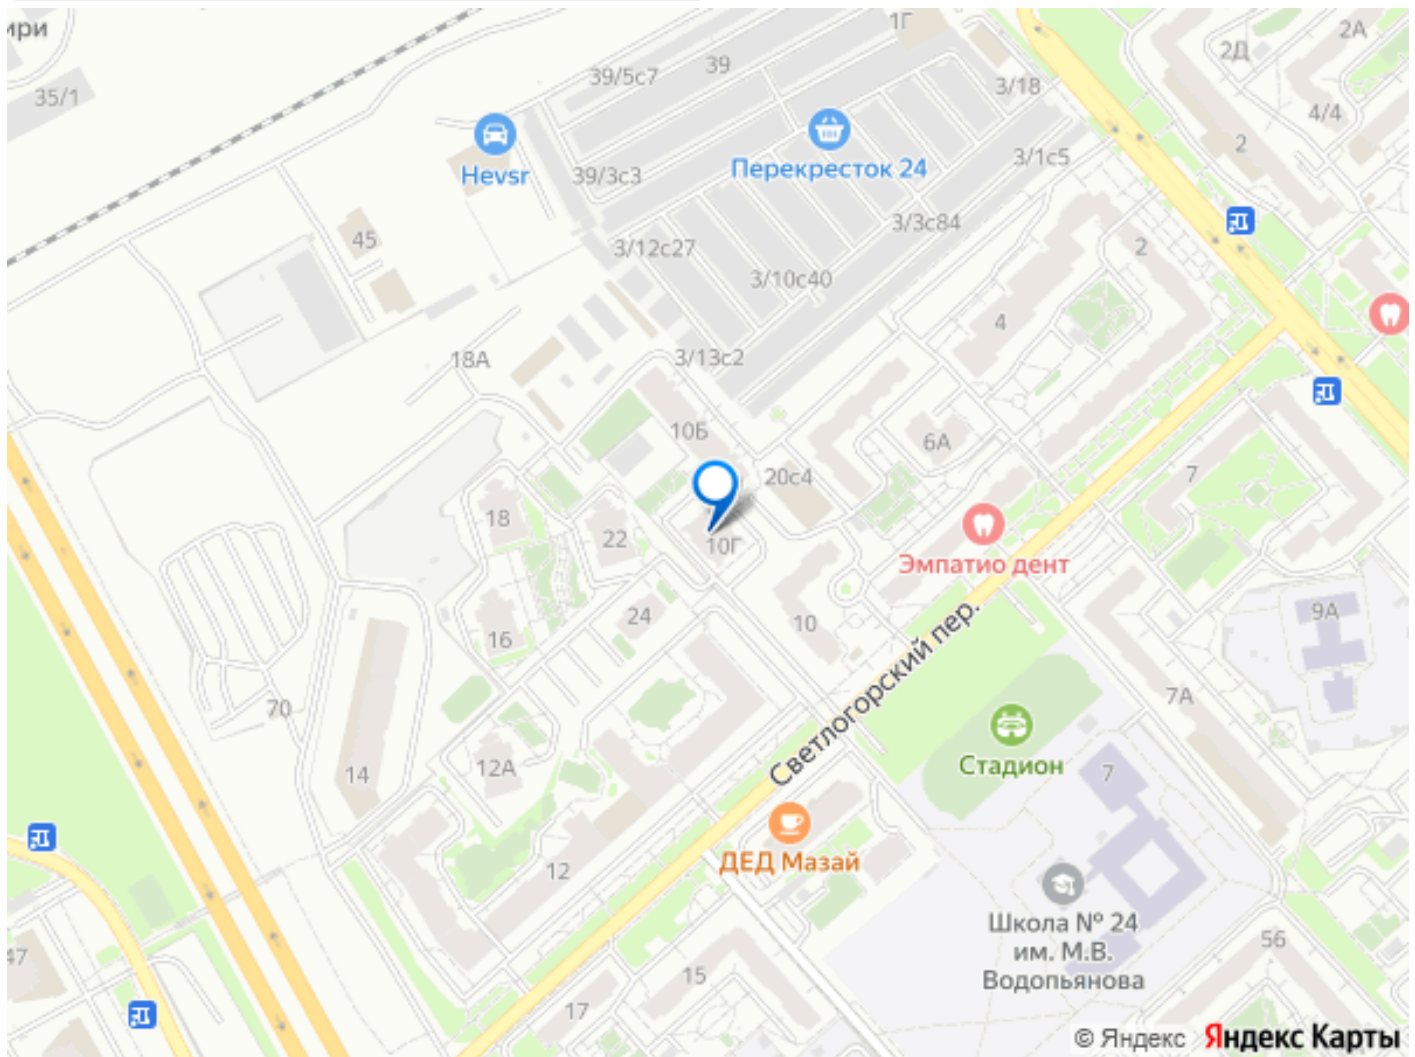 ири
35/1
39/5с7
39
1Г
2Д
2А
3/18
4/4
2
Hevsr
39/3с3
Перекресток 24
3/1с5
45
3/12с27
3/3с84
3/10с40
2
4
18А
3/13с2
10Б
6А
20с4
7
18
22
10Г
Эмпатио дент
24
10
9А
16
Светлогорский пер.
7А
70
Стадион
14
12А
7
ДЕД Мазай
12
Школа № 24
им. М.В.
Водопьянова
47
15
56
17
© Яндекс Яндекс Карты